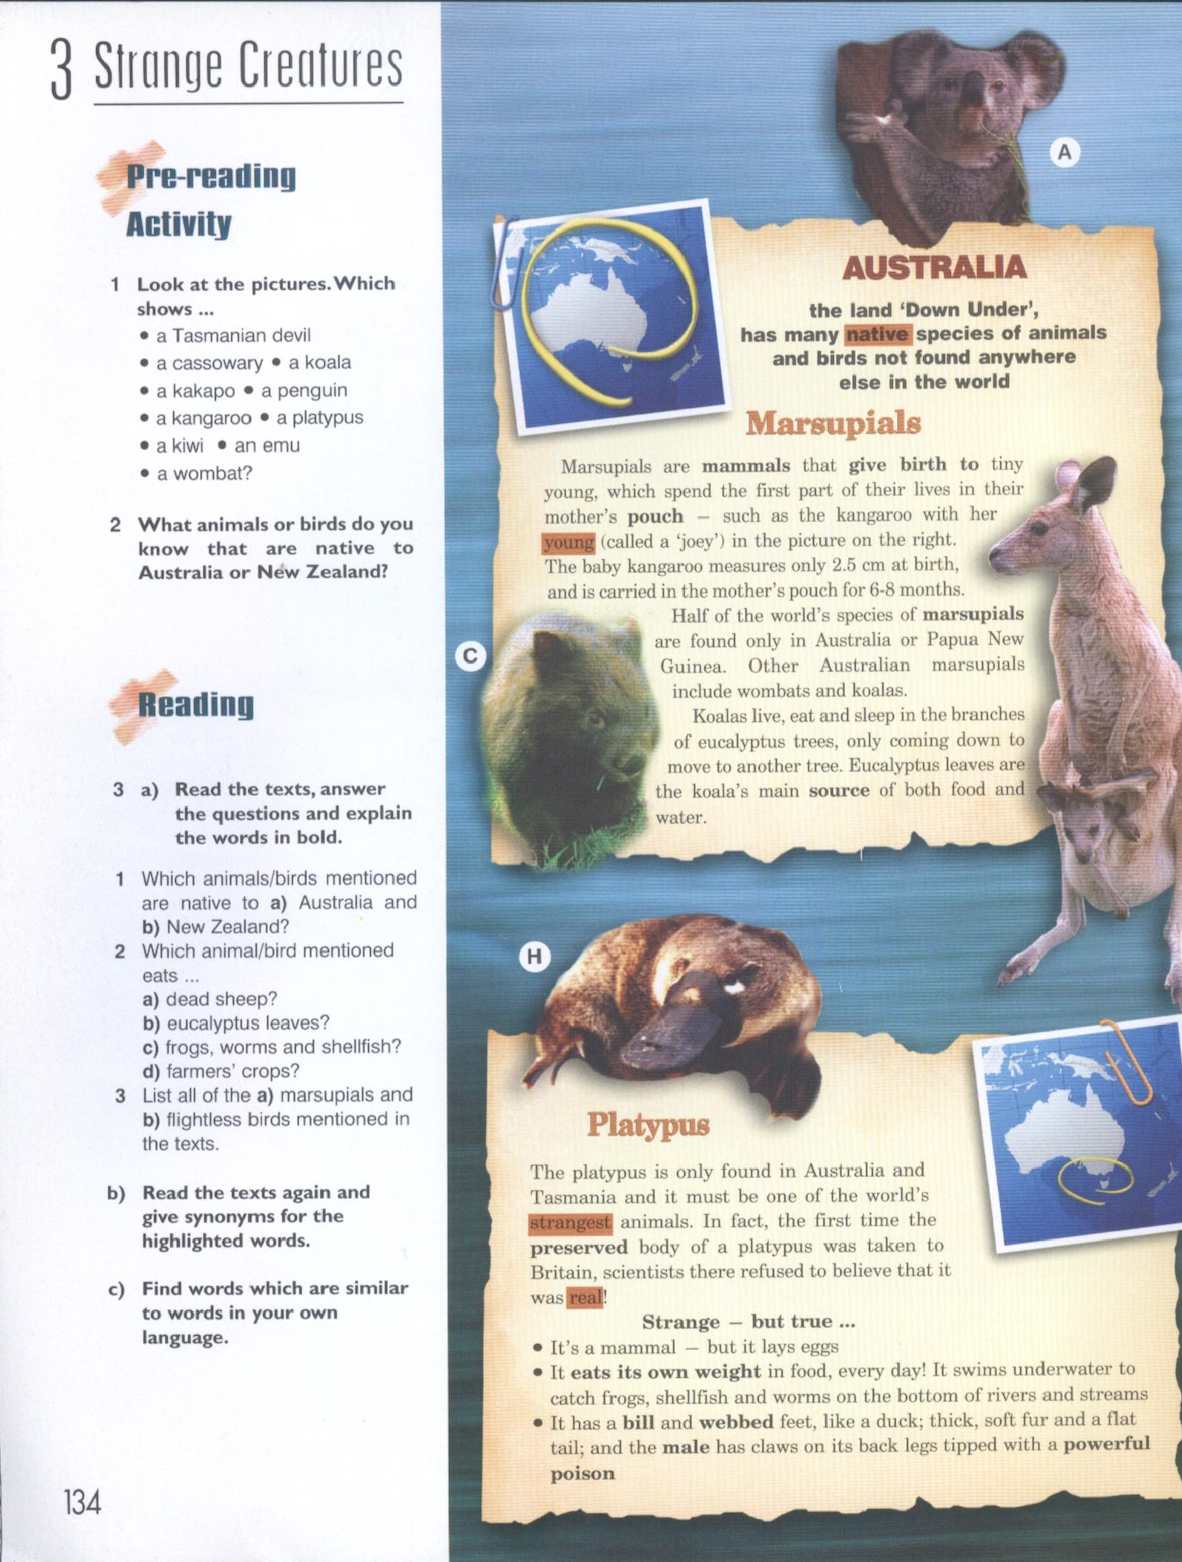 3 Strange Creatures
Pre-reading
Activity
1 Look at the pictures. Which
shows ...
• a Tasmanian devil
• a cassowary • a koala
• a kakapo • a penguin
• a kangaroo • a platypus
• a kiwi • an emu
• a wombat?
2 What animals or birds do you
know that are native to
Australia or New Zealand?
Reading
3 a) Read the texts, answer
the questions and explain
the words in bold.
1 Which animals/birds mentioned
are native to a) Australia and
b) New Zealand?
2 Which animal/bird mentioned
eats ...
a) dead sheep?
b) eucalyptus leaves?
c) frogs, worms and shellfish?
d) farmers' crops?
3 List all of the a) marsupials and
b) flightless birds mentioned in
the texts.
b) Read the texts again and
give synonyms for the
highlighted words.
c) Find words which are similar
to words in your own
language.
134
A
AUSTRALIA
the land ‘Down Under’,
has many native species of animals
and birds not found anywhere
else in the world
Marsupials
Marsupials are mammals that give birth to tiny
young, which spend the first part of their lives in their
mother's pouch – such as the kangaroo with her
young (called a ‘joey’) in the picture on the right.
The baby kangaroo measures only 2.5 cm at birth,
and is carried in the mother's pouch for 6-8 months.
Half of the world's species of marsupials
are found only in Australia or Papua New
Guinea. Other Australian marsupials
include wombats and koalas.
Koalas live, eat and sleep in the branches
of eucalyptus trees, only coming down to
move to another tree. Eucalyptus leaves are
the koala's main source of both food and
water.
C
H
Platypus
The platypus is only found in Australia and
Tasmania and it must be one of the world's
strangest animals. In fact, the first time the
preserved body of a platypus was taken to
Britain, scientists there refused to believe that it
was real!
Strange – but true ...
• It's a mammal – but it lays eggs
• It eats its own weight in food, every day! It swims underwater to
catch frogs, shellfish and worms on the bottom of rivers and streams
• It has a bill and webbed feet, like a duck; thick, soft fur and a flat
tail; and the male has claws on its back legs tipped with a powerful
poison